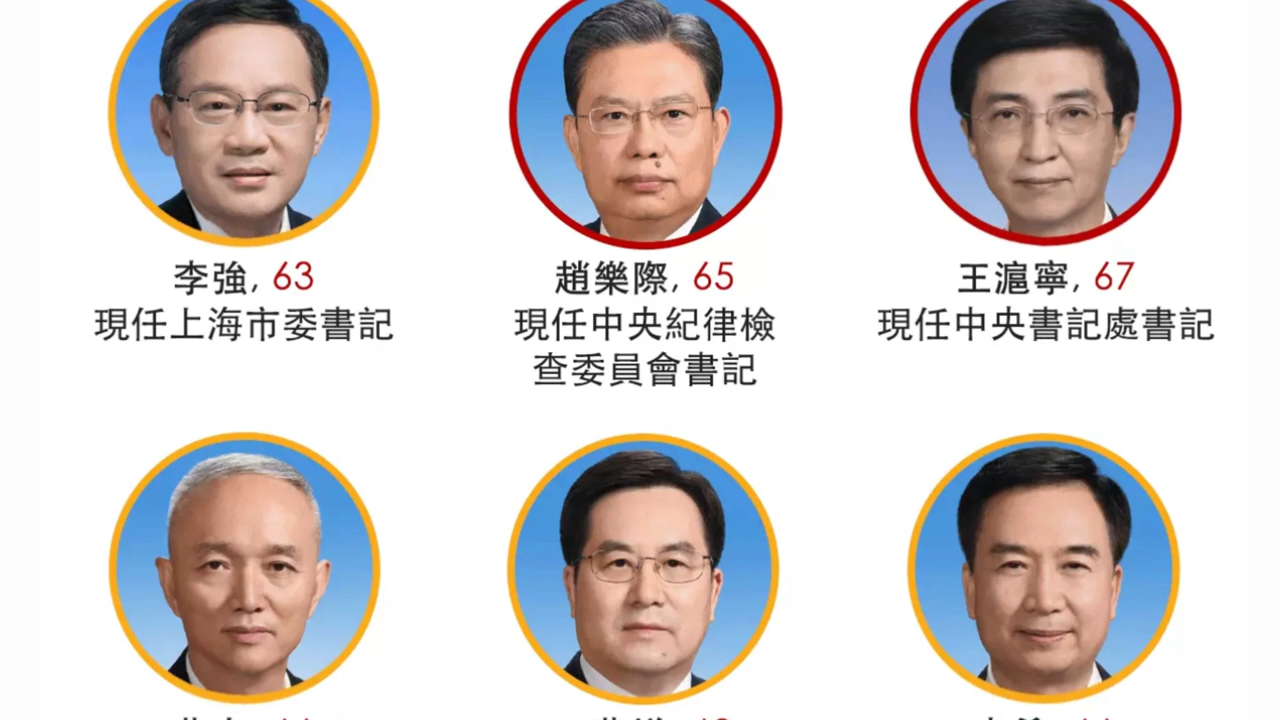 李強, 63
趙樂際, 65
王滬寧, 67
現任上海市委書記
現任中央紀律檢
查委員會書記
現任中央書記處書記